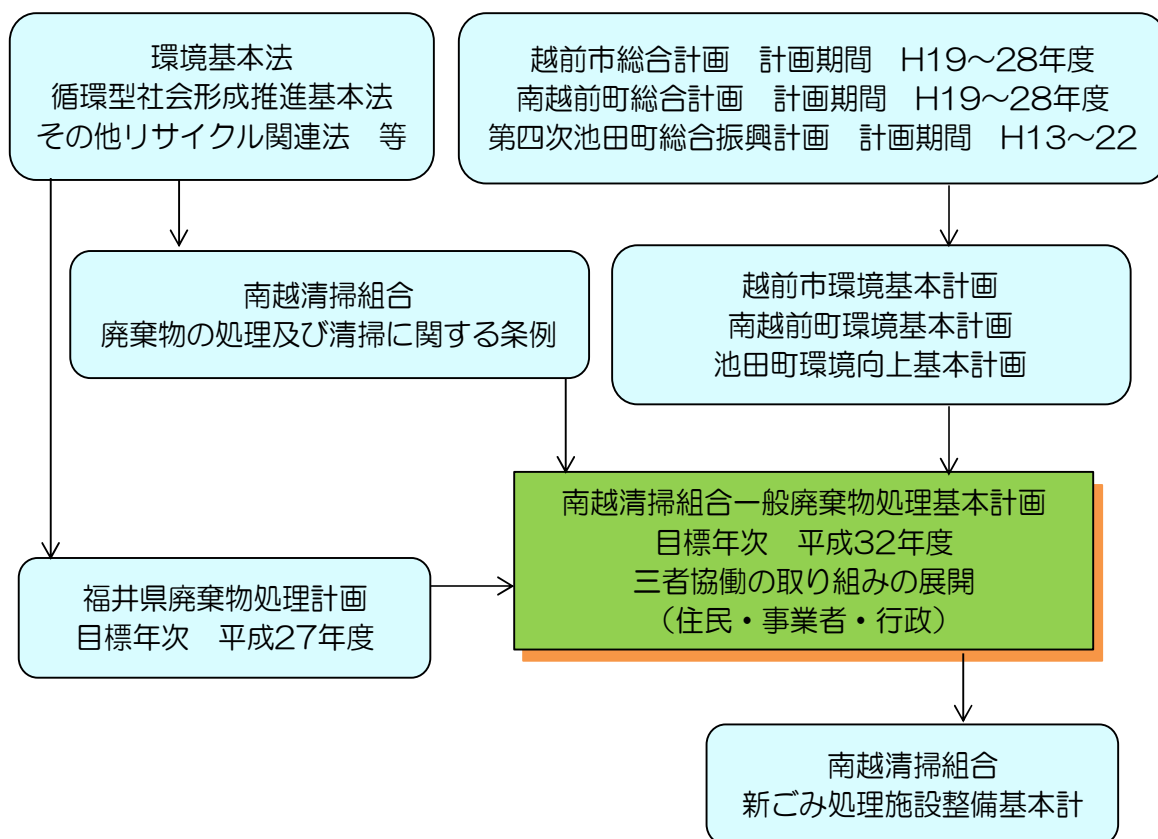 環境基本法
循環型社会形成推進基本法
その他リサイクル関連法　等
越前市総合計画　計画期間　H19～28年度
南越前町総合計画　計画期間　H19～28年度
第四次池田町総合振興計画　計画期間　H13～22
南越清掃組合
廃棄物の処理及び清掃に関する条例
越前市環境基本計画
南越前町環境基本計画
池田町環境向上基本計画
南越清掃組合一般廃棄物処理基本計画
目標年次　平成32年度
三者協働の取り組みの展開
（住民・事業者・行政）
福井県廃棄物処理計画
目標年次　平成27年度
南越清掃組合
新ごみ処理施設整備基本計